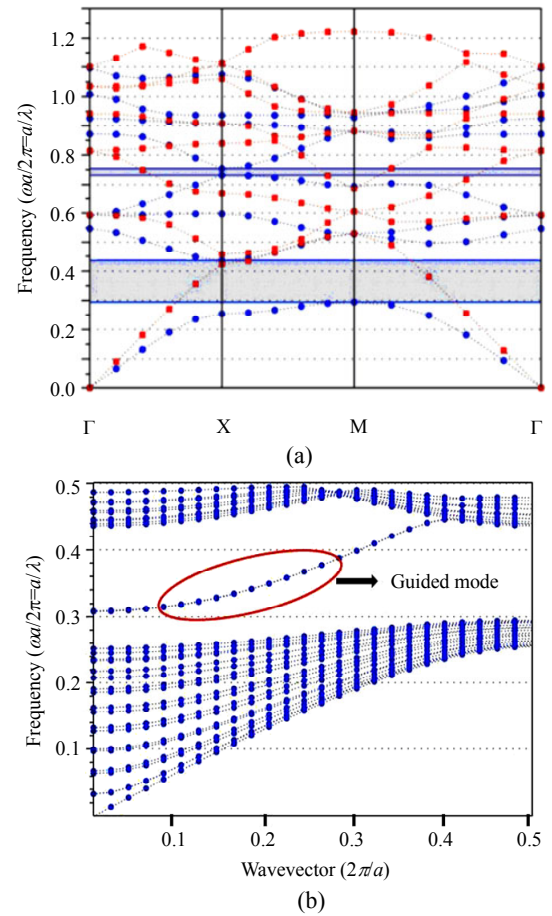 1.2
1.0
0.8
0.6
0.4
0.2
0.0
Frequency (ωa/2π=a/λ)
Γ X M Γ
(a)
0.5
0.4
0.3
0.2
0.1
Frequency (ωa/2π=a/λ)
Guided mode
0.1 0.2 0.3 0.4 0.5
Wavevector (2π/a)
(b)